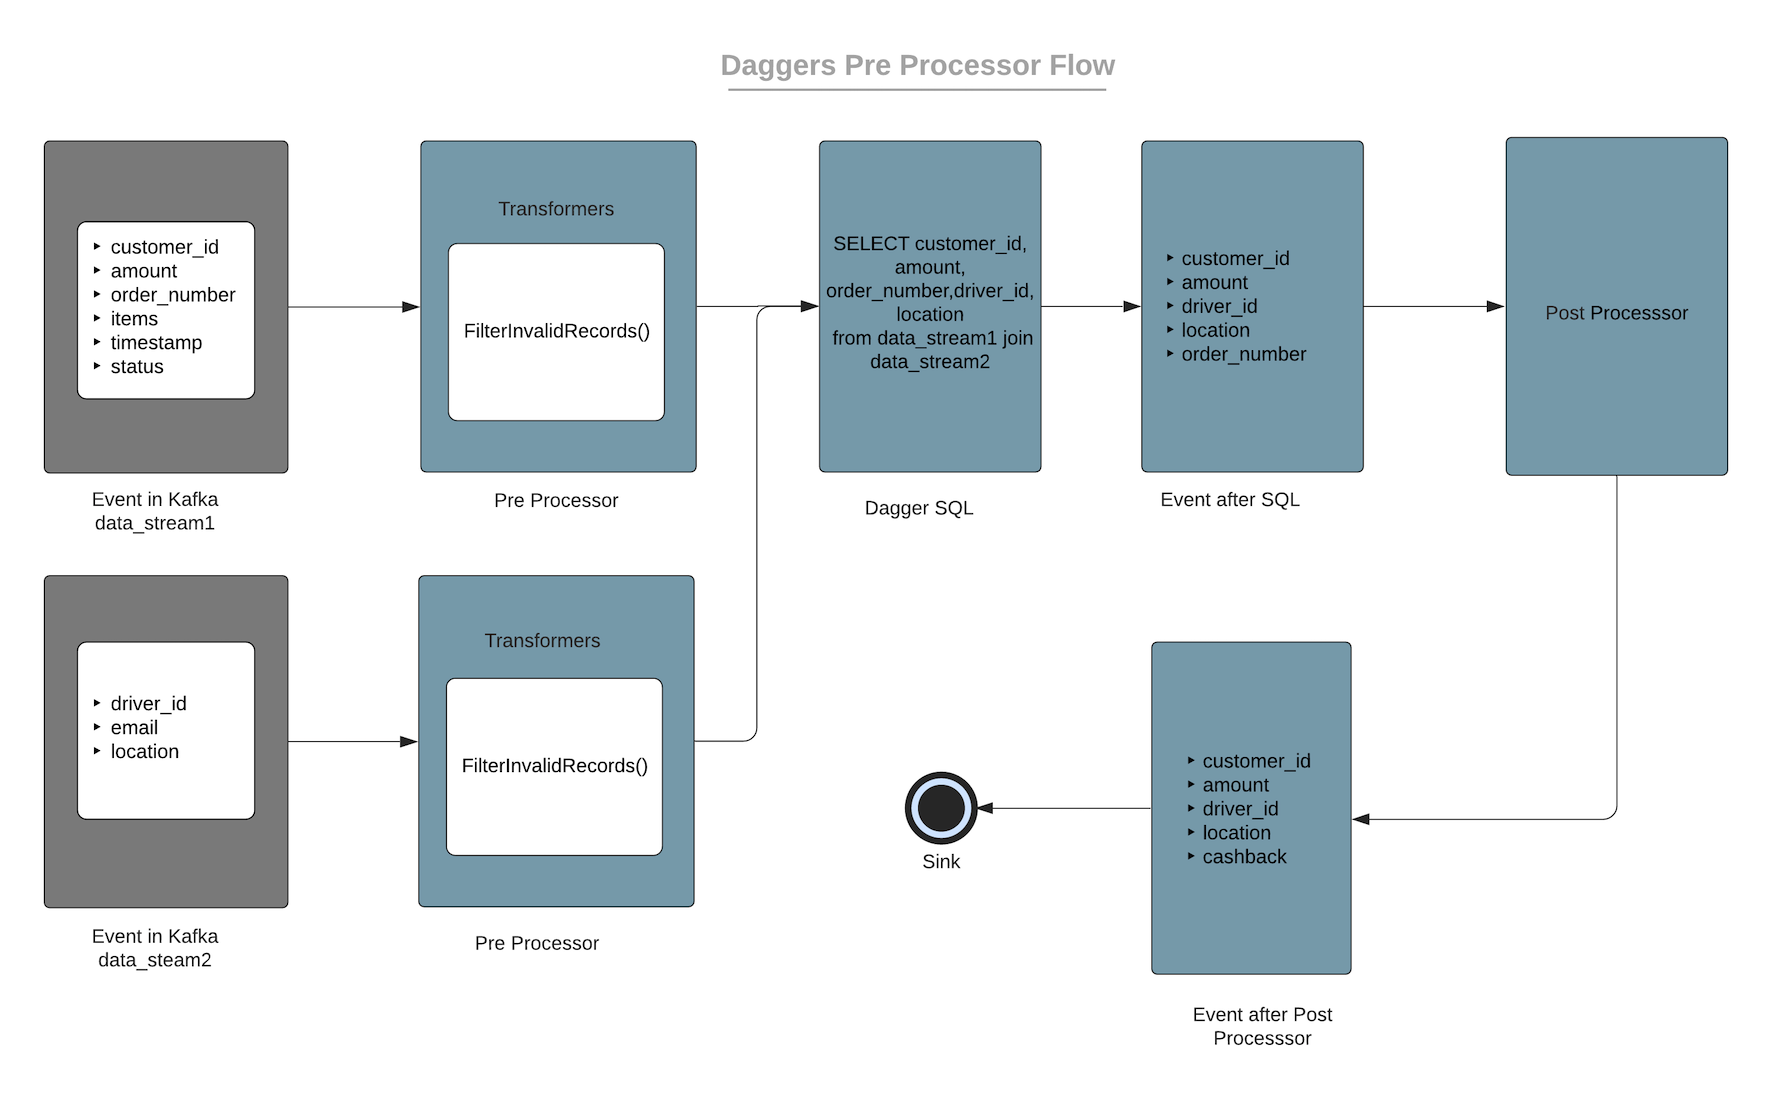 Daggers Pre Processor Flow
customer_id
amount
order_number
items
timestamp
status
Event in Kafka
data_stream1
Transformers
FilterInvalidRecords()
Pre Processor
SELECT customer_id,
amount,
order_number,driver_id,
location
from data_stream1 join
data_stream2
Dagger SQL
customer_id
amount
driver_id
location
order_number
Event after SQL
Post Processsor
driver_id
email
location
Event in Kafka
data_steam2
Transformers
FilterInvalidRecords()
Pre Processor
Sink
customer_id
amount
driver_id
location
cashback
Event after Post
Processsor